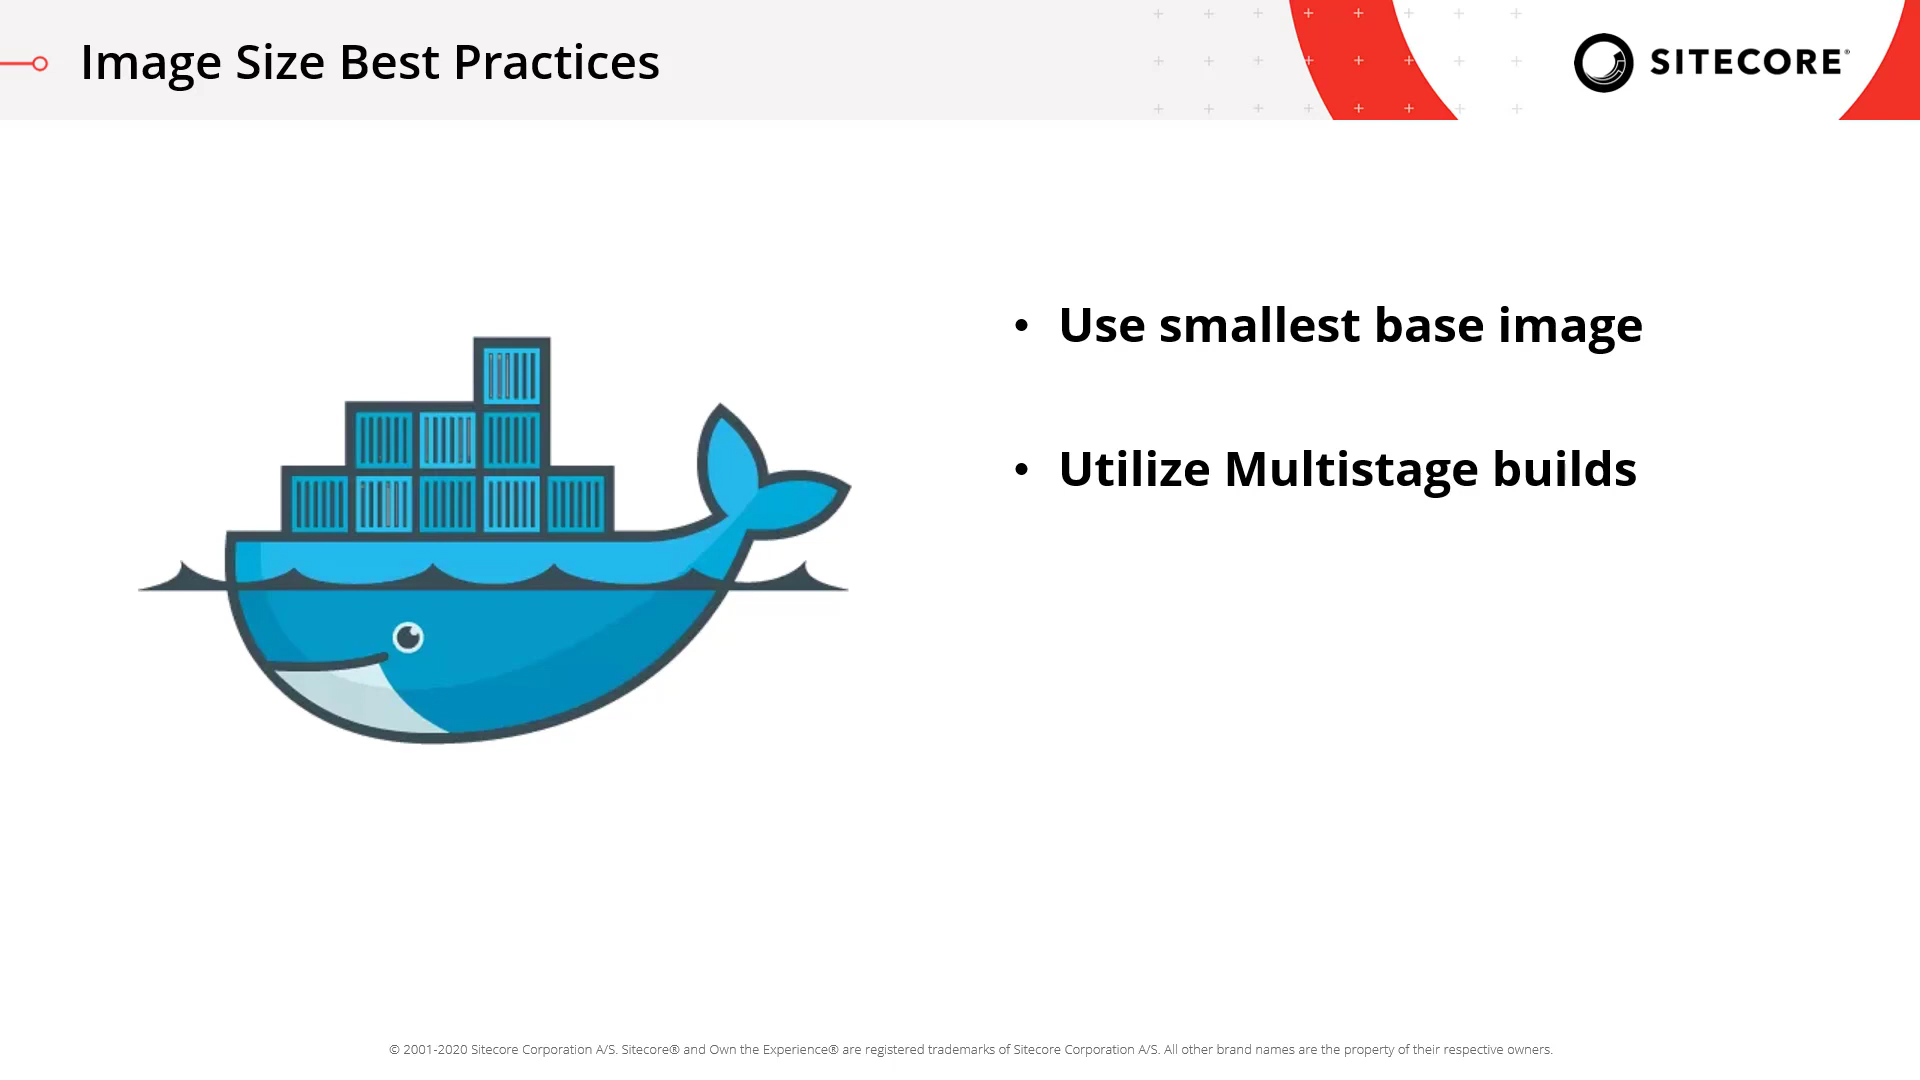 Image Size Best Practices
SITECORE®
• Use smallest base image
• Utilize Multistage builds
© 2001-2020 Sitecore Corporation A/S. Sitecore® and Own the Experience® are registered trademarks of Sitecore Corporation A/S. All other brand names are the property of their respective owners.